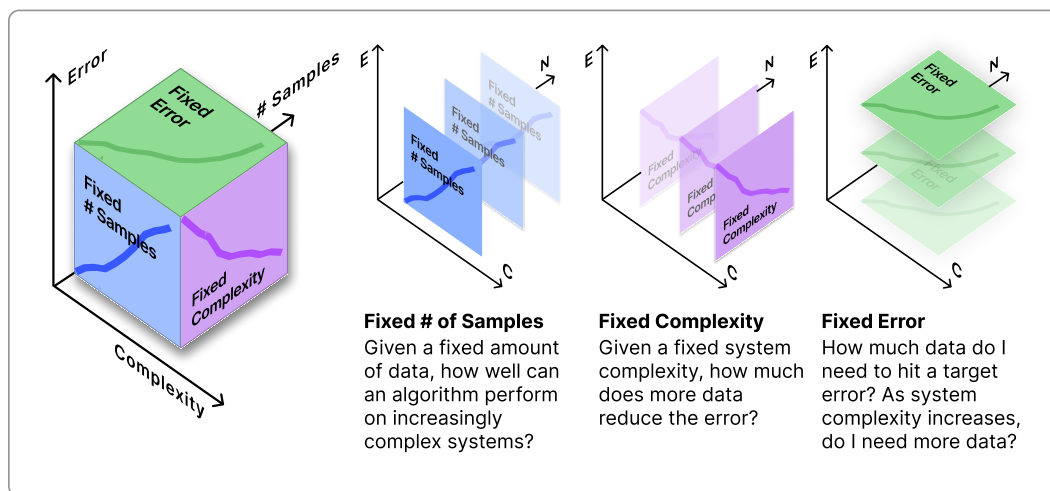 Error
# Samples
Fixed
Error
Fixed
# Samples
Fixed
Complexity
Complexity
E
N
C
Fixed
# Samples
Fixed
# Samples
Fixed
# Samples
E
N
C
Fixed
Complexity
Fixed
Comp
Fixed
Complexity
E
N
C
Fixed
Error
Fixed
Error
Fixed # of Samples
Given a fixed amount
of data, how well can
an algorithm perform
on increasingly
complex systems?
Fixed Complexity
Given a fixed system
complexity, how much
does more data
reduce the error?
Fixed Error
How much data do I
need to hit a target
error? As system
complexity increases,
do I need more data?